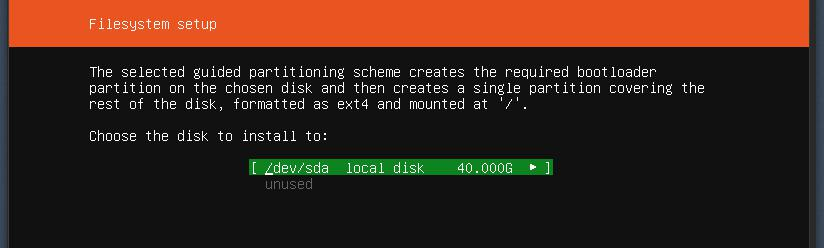 Filesystem setup
The selected guided partitioning scheme creates the required bootloader
partition on the chosen disk and then creates a single partition covering the
rest of the disk, formatted as ext4 and mounted at '/'.
Choose the disk to install to:
[ /dev/sda  local disk    40.000G  ▸ ]
unused